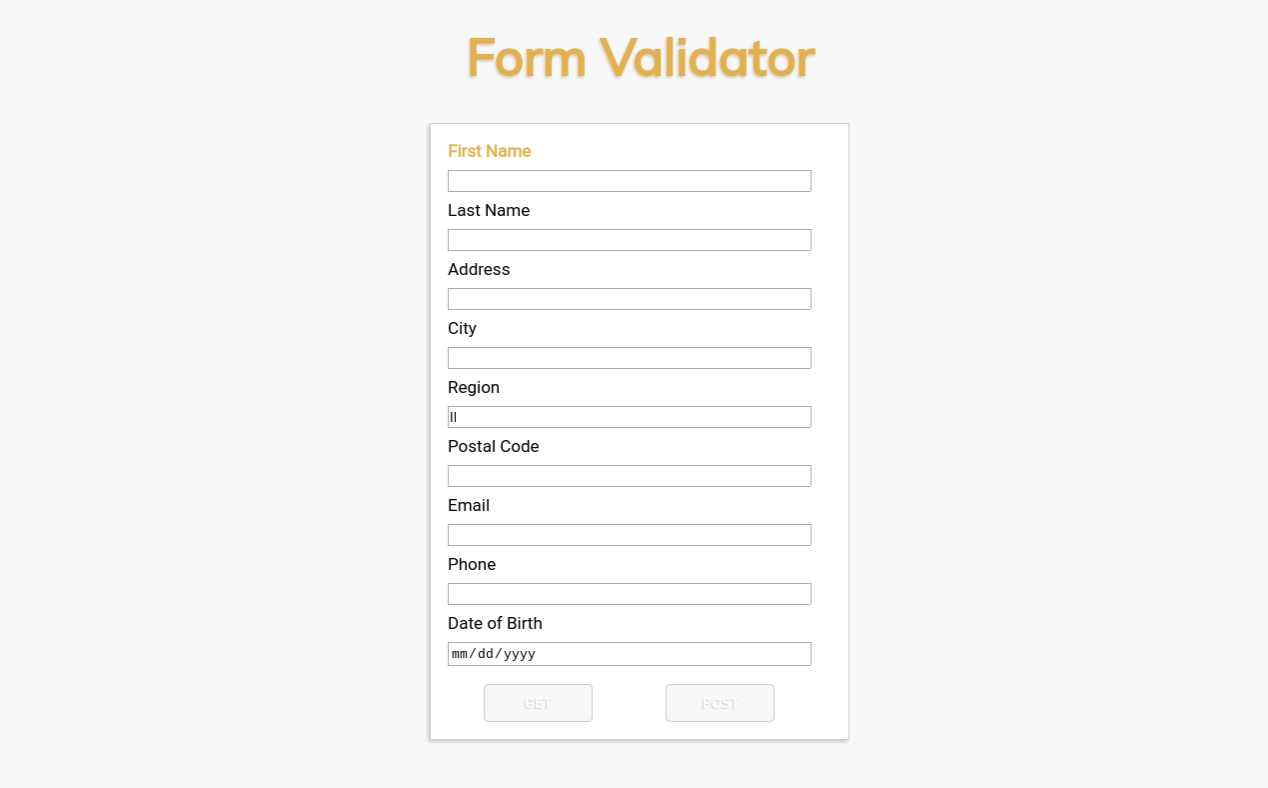 Form Validator
First Name
Last Name
Address
City
Region
ll
Postal Code
Email
Phone
Date of Birth
mm/dd/yyyy
GET POST